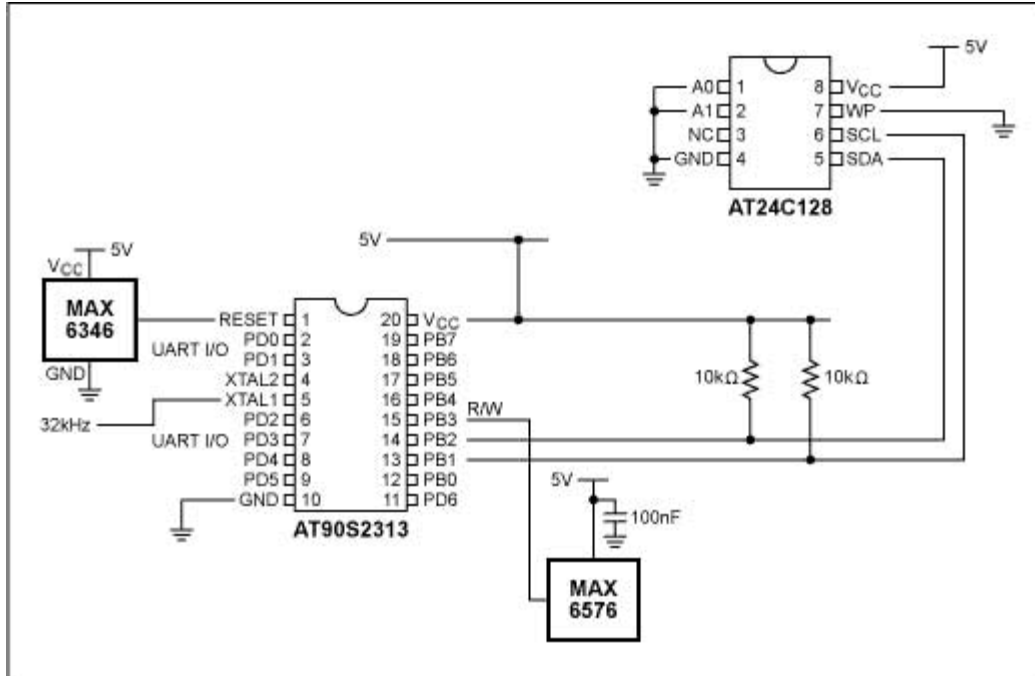 5V
A0 1 8 VCC
A1 2 7 WP
NC 3 6 SCL
GND 4 5 SDA
AT24C128
5V
5V
VCC
MAX
6346
GND
UART I/O
32kHz
UART I/O
RESET 1 20 VCC
PD0 2 19 PB7
PD1 3 18 PB6
XTAL2 4 17 PB5
XTAL1 5 16 PB4
PD2 6 15 PB3
PD3 7 14 PB2
PD4 8 13 PB1
PD5 9 12 PB0
GND 10 11 PD6
AT90S2313
R/W
10kΩ
10kΩ
5V
100nF
MAX
6576